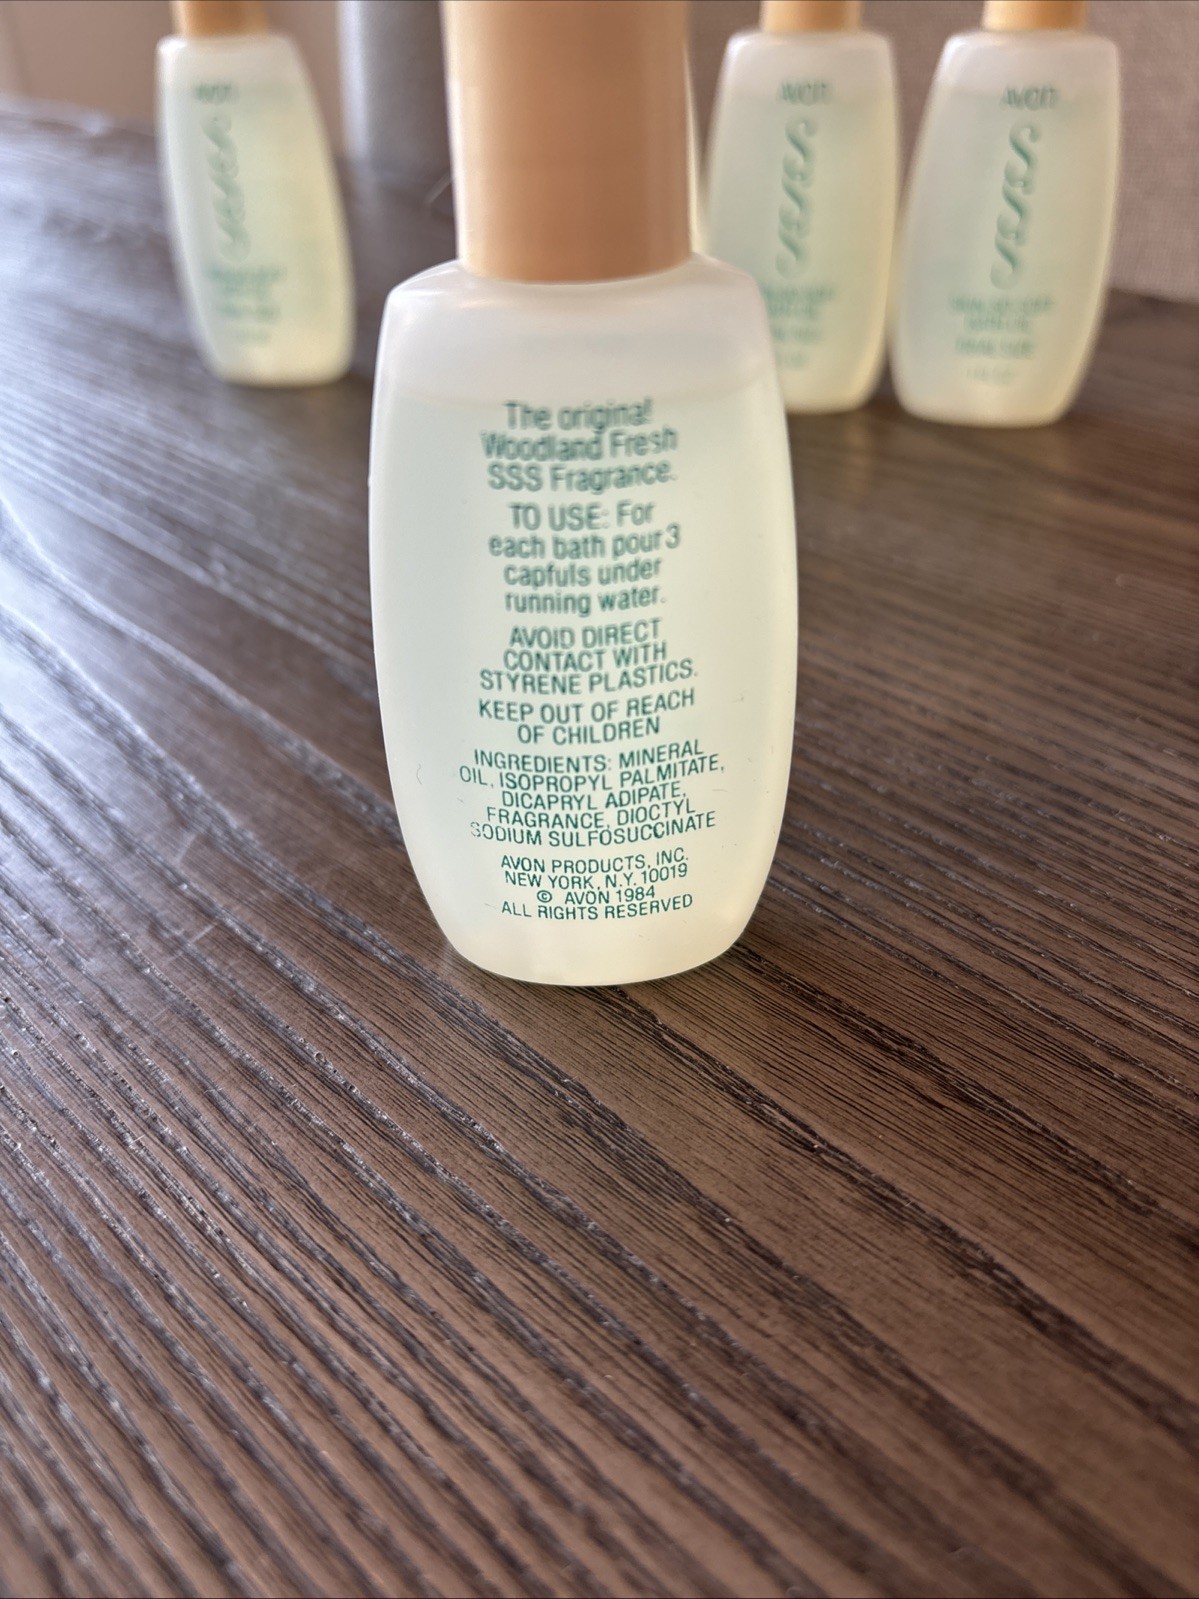 AVON
AVON
AVON
SSS
SSS
SSS
The original
Woodland Fresh
SSS Fragrance.
TO USE: For
each bath pour 3
capfuls under
running water.
AVOID DIRECT
CONTACT WITH
STYRENE PLASTICS.
KEEP OUT OF REACH
OF CHILDREN
INGREDIENTS: MINERAL
OIL, ISOPROPYL PALMITATE,
DICAPRYL ADIPATE,
FRAGRANCE, DIOCTYL
SODIUM SULFOSUCCINATE
AVON PRODUCTS, INC.
NEW YORK, N.Y. 10019
© AVON 1984
ALL RIGHTS RESERVED